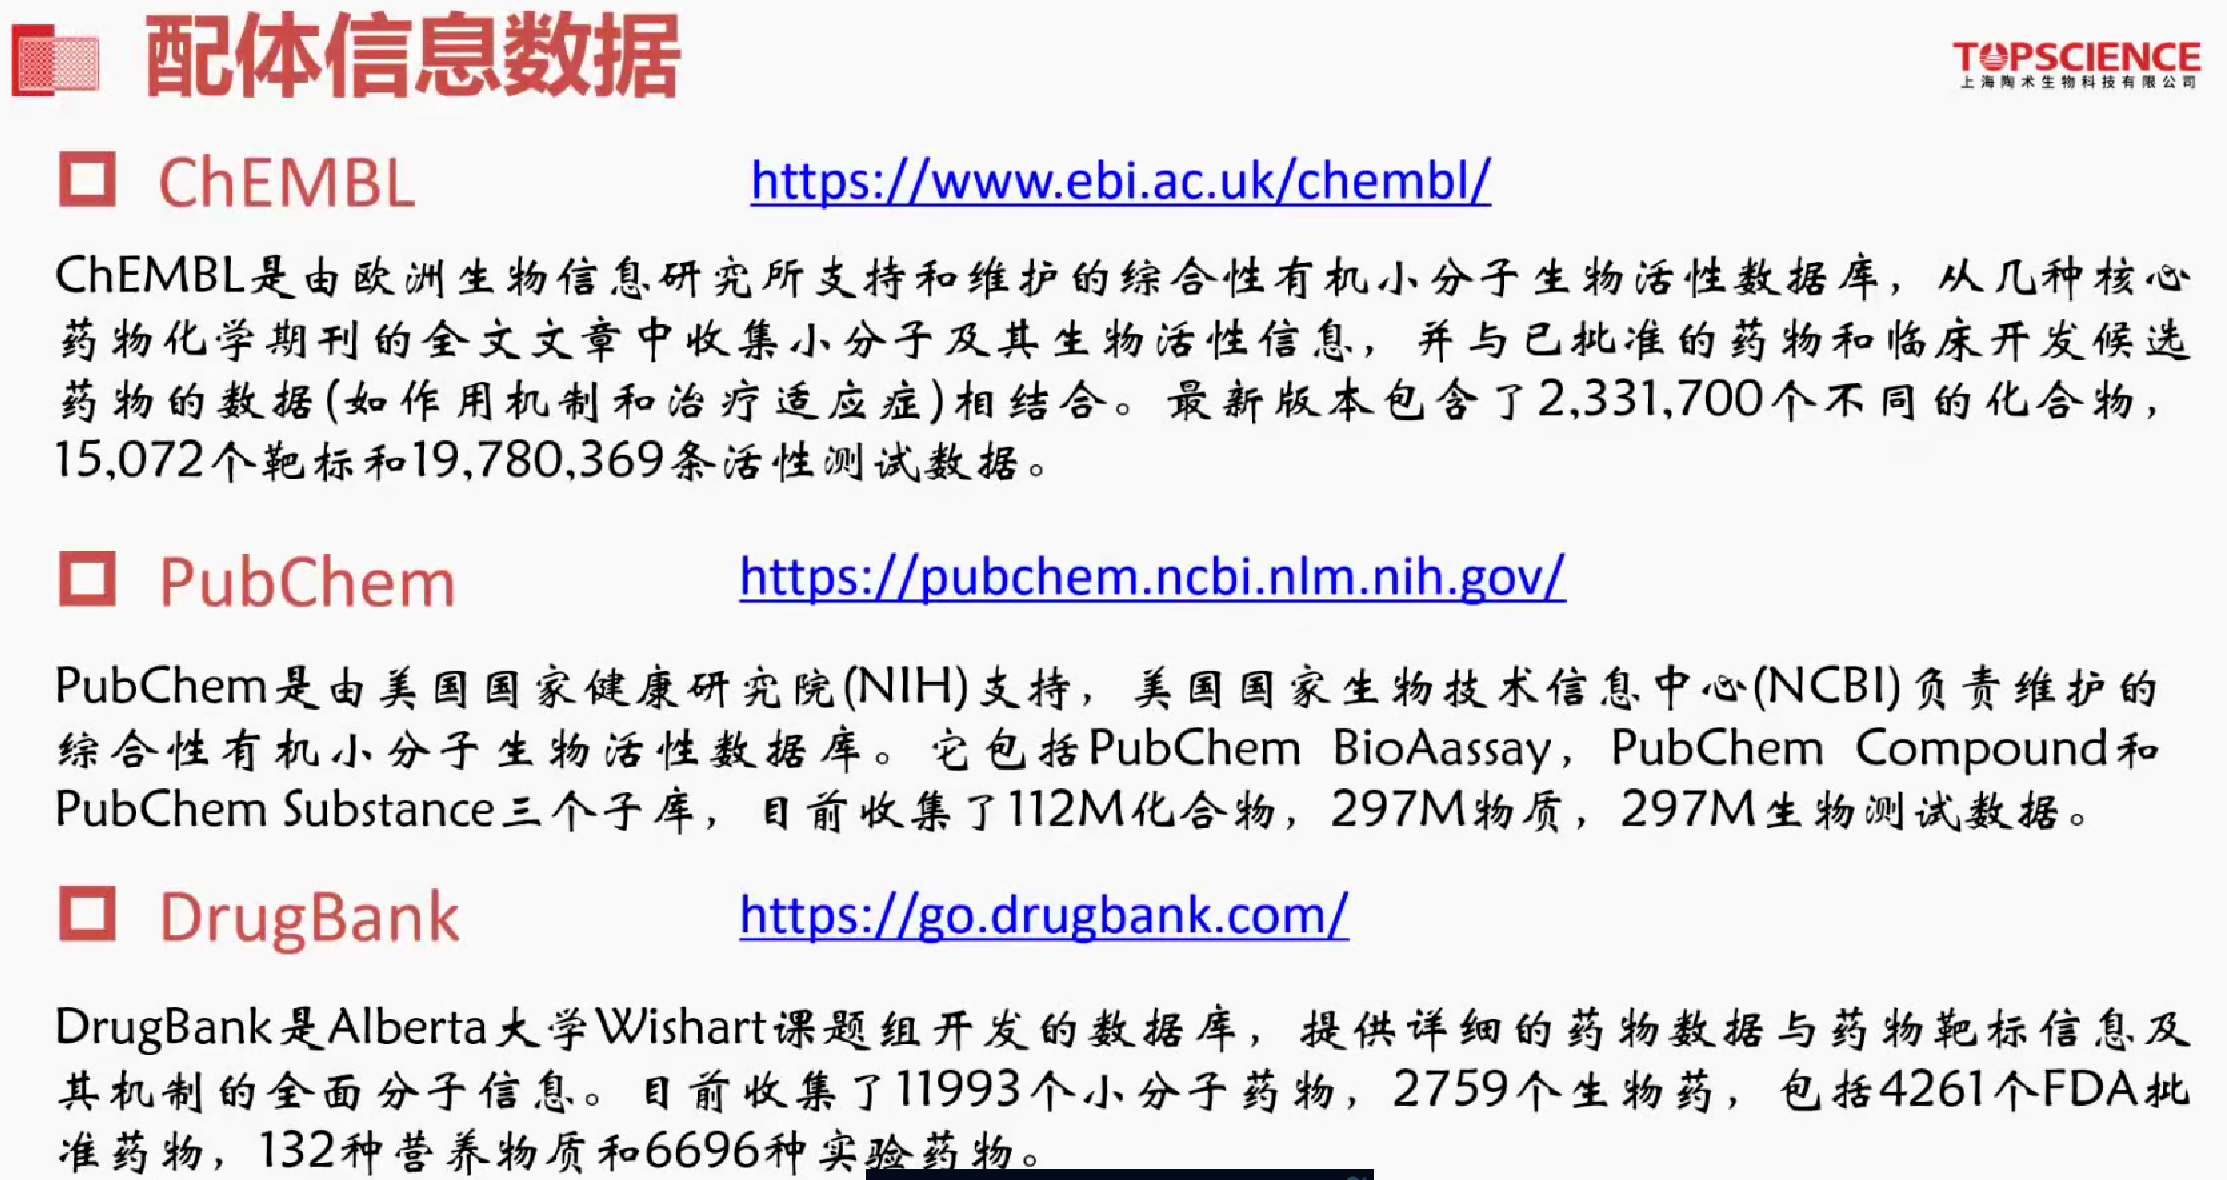 配体信息数据
TOPSCIENCE
上海陶术生物科技有限公司
ChEMBL
https://www.ebi.ac.uk/chembl/
ChEMBL是由欧洲生物信息研究所支持和维护的综合性有机小分子生物活性数据库，从几种核心
药物化学期刊的全文文章中收集小分子及其生物活性信息，并与已批准的药物和临床开发候选
药物的数据(如作用机制和治疗适应症)相结合。最新版本包含了2,331,700个不同的化合物，
15,072个靶标和19,780,369条活性测试数据。
PubChem
https://pubchem.ncbi.nlm.nih.gov/
PubChem是由美国国家健康研究院(NIH)支持，美国国家生物技术信息中心(NCBI)负责维护的
综合性有机小分子生物活性数据库。它包括PubChem BioAassay，PubChem Compound和
PubChem Substance三个子库，目前收集了112M化合物，297M物质，297M生物测试数据。
DrugBank
https://go.drugbank.com/
DrugBank是Alberta大学Wishart课题组开发的数据库，提供详细的药物数据与药物靶标信息及
其机制的全面分子信息。目前收集了11993个小分子药物，2759个生物药，包括4261个FDA批
准药物，132种营养物质和6696种实验药物。